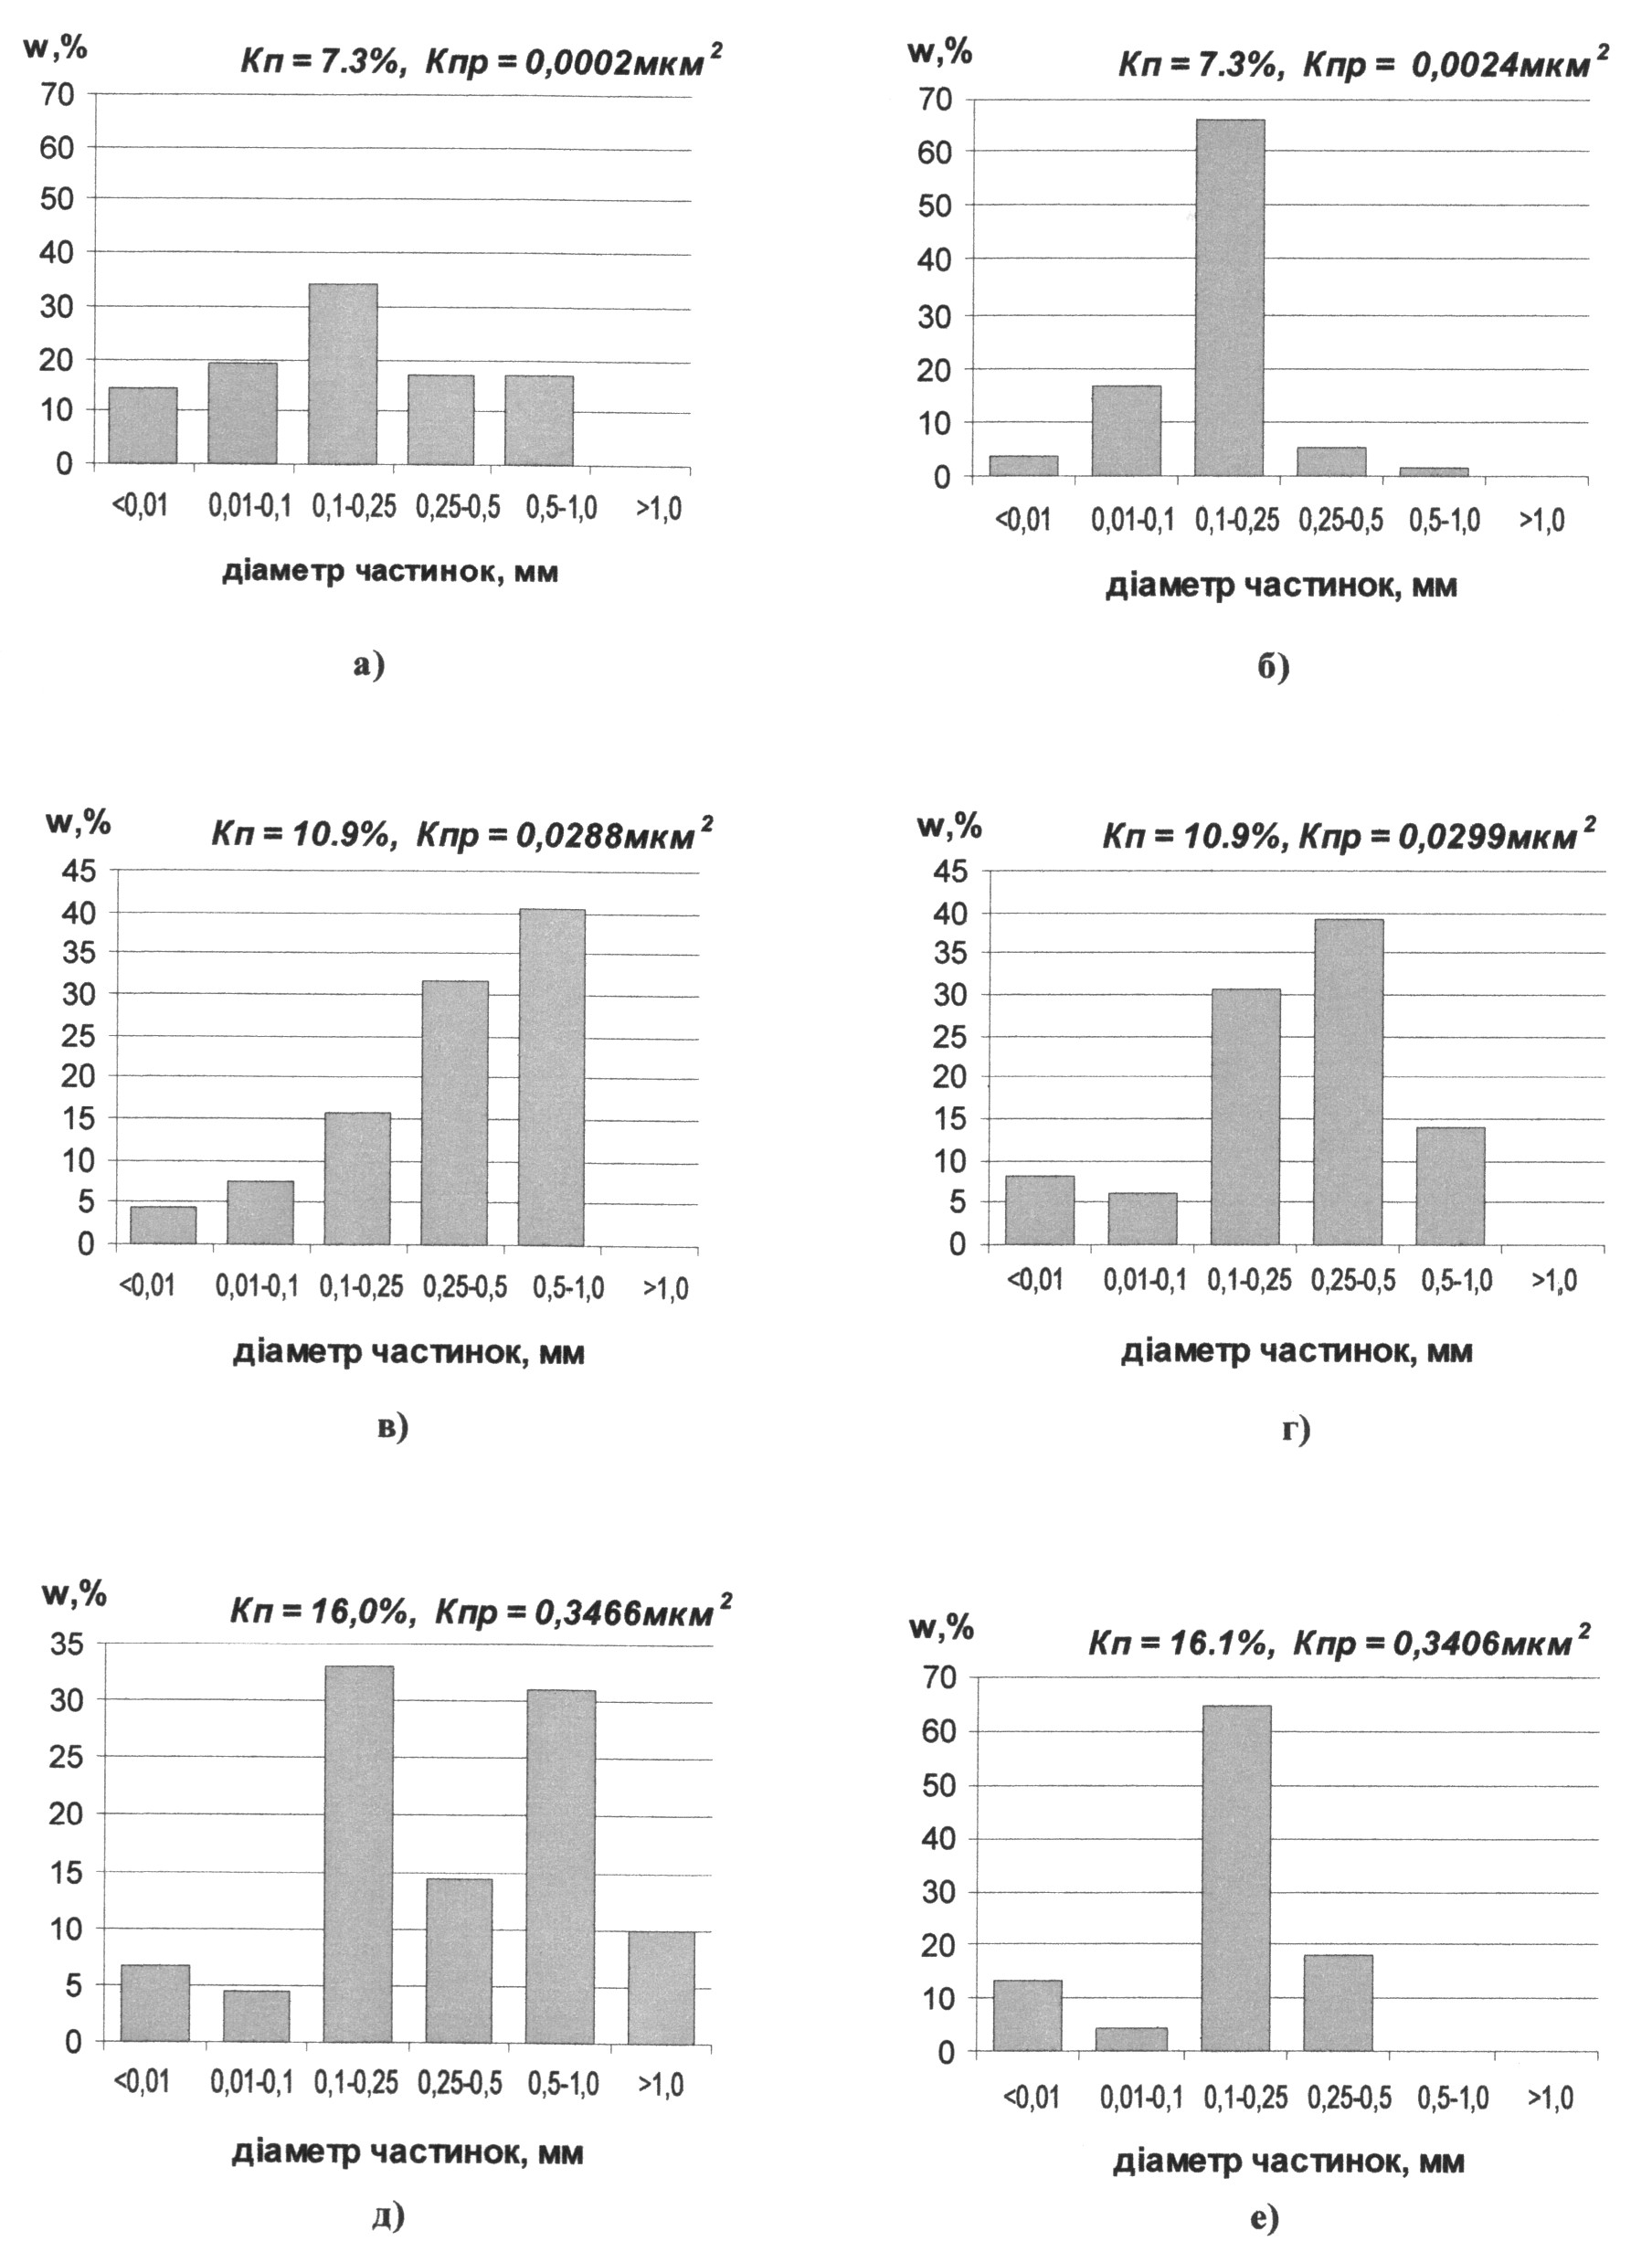 w,% Кп = 7.3%, Кпр = 0,0002мкм²
70
60
50
40
30
20
10
0
<0,01 0,01-0,1 0,1-0,25 0,25-0,5 0,5-1,0 >1,0
діаметр частинок, мм
а)
w,% Кп = 7.3%, Кпр = 0,0024мкм²
70
60
50
40
30
20
10
0
<0,01 0,01-0,1 0,1-0,25 0,25-0,5 0,5-1,0 >1,0
діаметр частинок, мм
б)
w,% Кп = 10.9%, Кпр = 0,0288мкм²
45
40
35
30
25
20
15
10
5
0
<0,01 0,01-0,1 0,1-0,25 0,25-0,5 0,5-1,0 >1,0
діаметр частинок, мм
в)
w,% Кп = 10.9%, Кпр = 0,0299мкм²
45
40
35
30
25
20
15
10
5
0
<0,01 0,01-0,1 0,1-0,25 0,25-0,5 0,5-1,0 >1,0
діаметр частинок, мм
г)
w,% Кп = 16,0%, Кпр = 0,3466мкм²
35
30
25
20
15
10
5
0
<0,01 0,01-0,1 0,1-0,25 0,25-0,5 0,5-1,0 >1,0
діаметр частинок, мм
д)
w,% Кп = 16.1%, Кпр = 0,3406мкм²
70
60
50
40
30
20
10
0
<0,01 0,01-0,1 0,1-0,25 0,25-0,5 0,5-1,0 >1,0
діаметр частинок, мм
е)